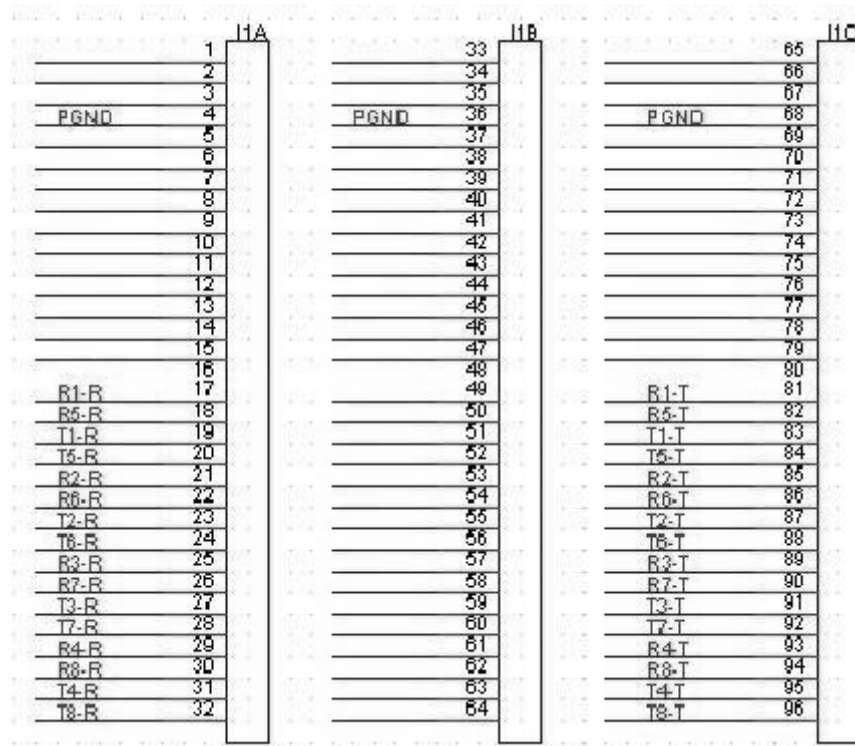 I1A I1B I1C
1 33 65
2 34 66
3 35 67
PGND 4 PGND 36 PGND 68
5 37 69
6 38 70
7 39 71
8 40 72
9 41 73
10 42 74
11 43 75
12 44 76
13 45 77
14 46 78
15 47 79
16 48 80
R1-R 17 49 R1-T 81
R5-R 18 50 R5-T 82
T1-R 19 51 T1-T 83
T5-R 20 52 T5-T 84
R2-R 21 53 R2-T 85
R6-R 22 54 R6-T 86
T2-R 23 55 T2-T 87
T6-R 24 56 T6-T 88
R3-R 25 57 R3-T 89
R7-R 26 58 R7-T 90
T3-R 27 59 T3-T 91
T7-R 28 60 T7-T 92
R4-R 29 61 R4-T 93
R8-R 30 62 R8-T 94
T4-R 31 63 T4-T 95
T8-R 32 64 T8-T 96